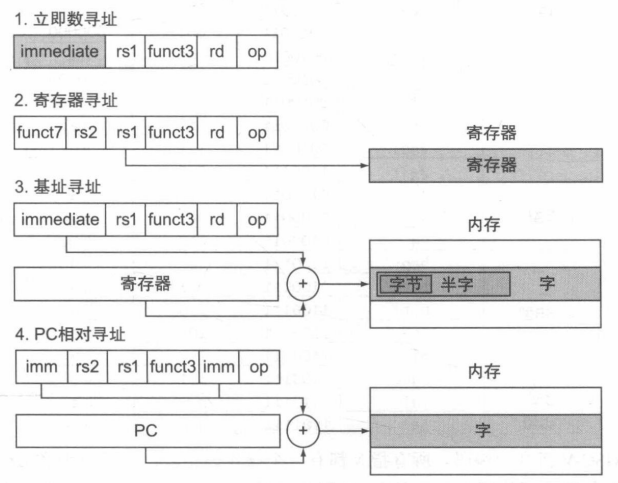 1. 立即数寻址
immediate rs1 funct3 rd op
2. 寄存器寻址
funct7 rs2 rs1 funct3 rd op
寄存器
寄存器
3. 基址寻址
immediate rs1 funct3 rd op
内存
寄存器
+
字节 半字 字
4. PC相对寻址
imm rs2 rs1 funct3 imm op
内存
PC
+
字